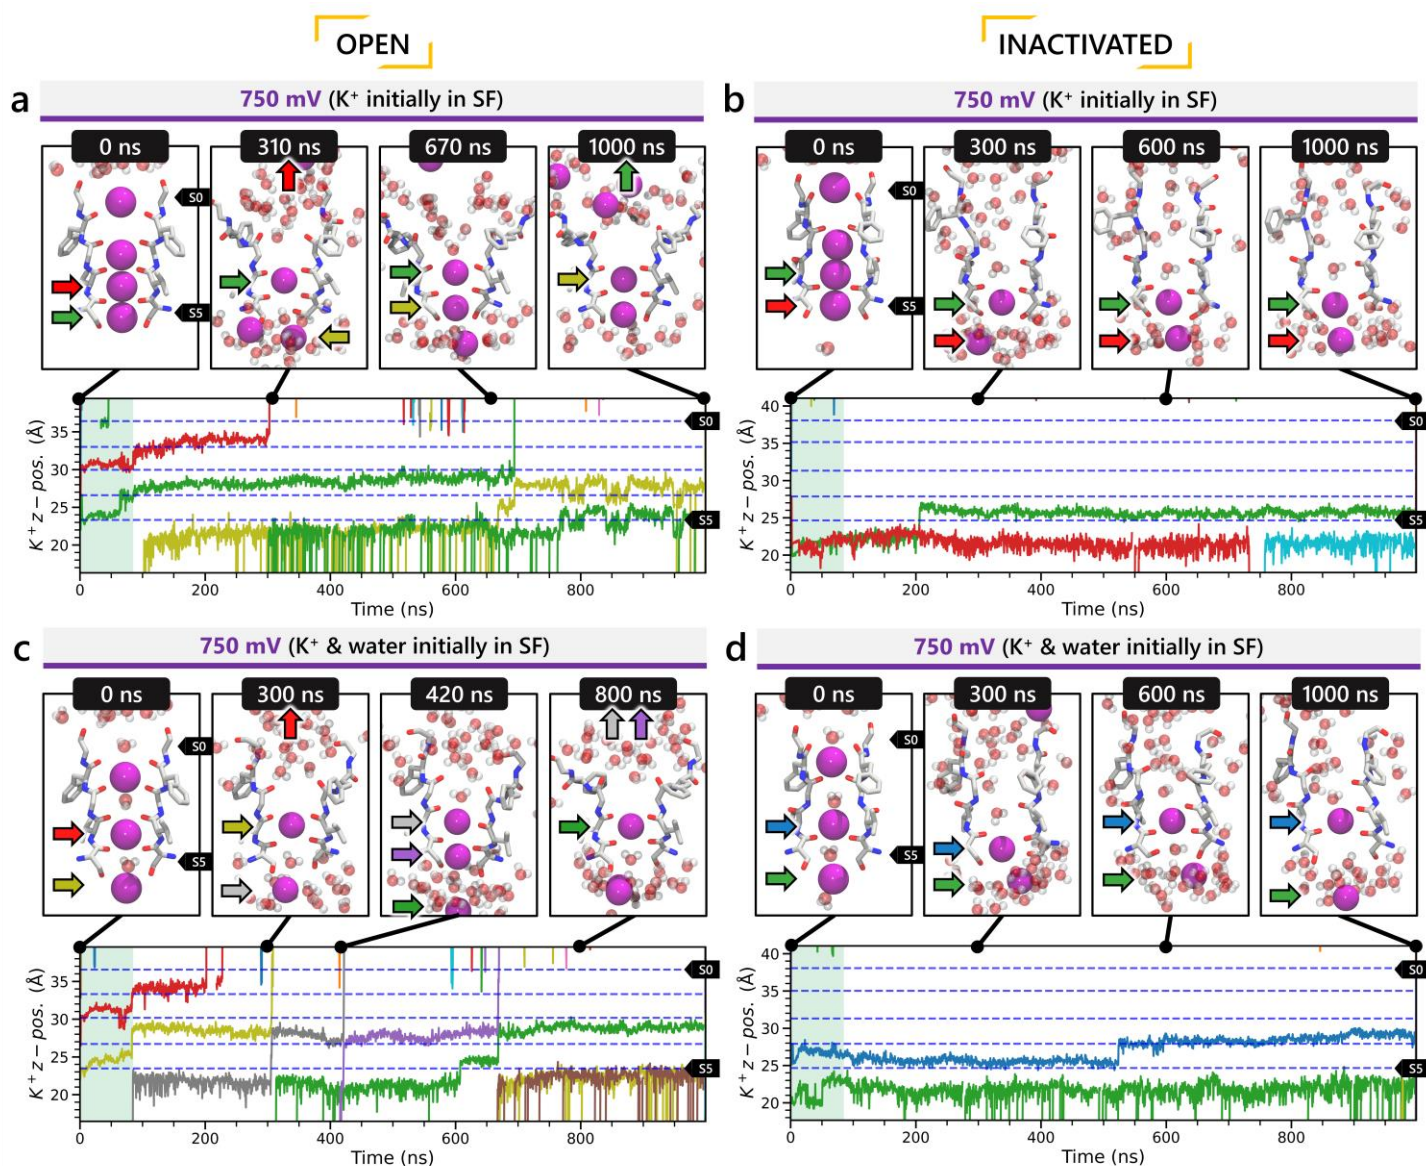 OPEN
INACTIVATED
a
750 mV (K⁺ initially in SF)
0 ns
310 ns
670 ns
1000 ns
S0
S5
K⁺ z – pos. (Å)
35
30
25
20
S0
S5
0
200
400
600
800
Time (ns)
b
750 mV (K⁺ initially in SF)
0 ns
300 ns
600 ns
1000 ns
S0
S5
K⁺ z – pos. (Å)
40
35
30
25
20
S0
S5
0
200
400
600
800
Time (ns)
c
750 mV (K⁺ & water initially in SF)
0 ns
300 ns
420 ns
800 ns
S0
S5
K⁺ z – pos. (Å)
35
30
25
20
S0
S5
0
200
400
600
800
Time (ns)
d
750 mV (K⁺ & water initially in SF)
0 ns
300 ns
600 ns
1000 ns
S0
S5
K⁺ z – pos. (Å)
40
35
30
25
20
S0
S5
0
200
400
600
800
Time (ns)